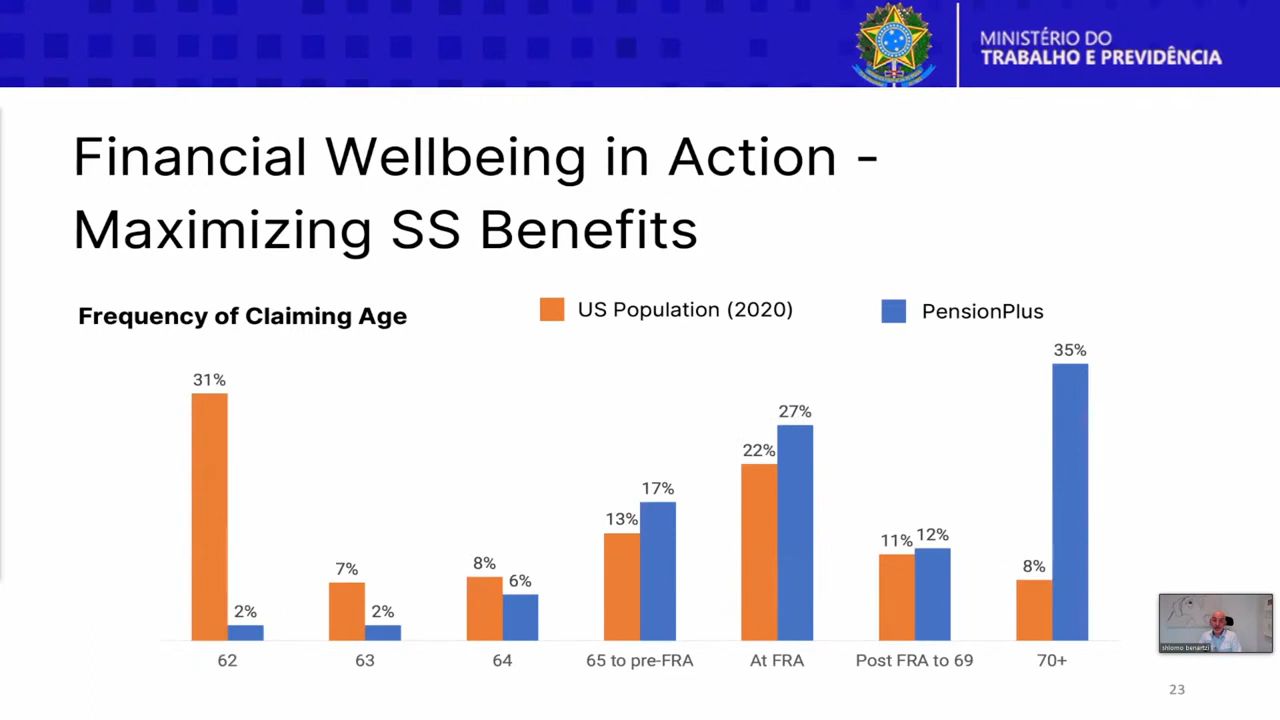 MINISTÉRIO DO
TRABALHO E PREVIDÊNCIA
Financial Wellbeing in Action -
Maximizing SS Benefits
Frequency of Claiming Age
US Population (2020)
PensionPlus
31%
2%
7%
2%
8%
6%
13%
17%
22%
27%
11%
12%
8%
35%
62
63
64
65 to pre-FRA
At FRA
Post FRA to 69
70+
shlomo benartzi
23